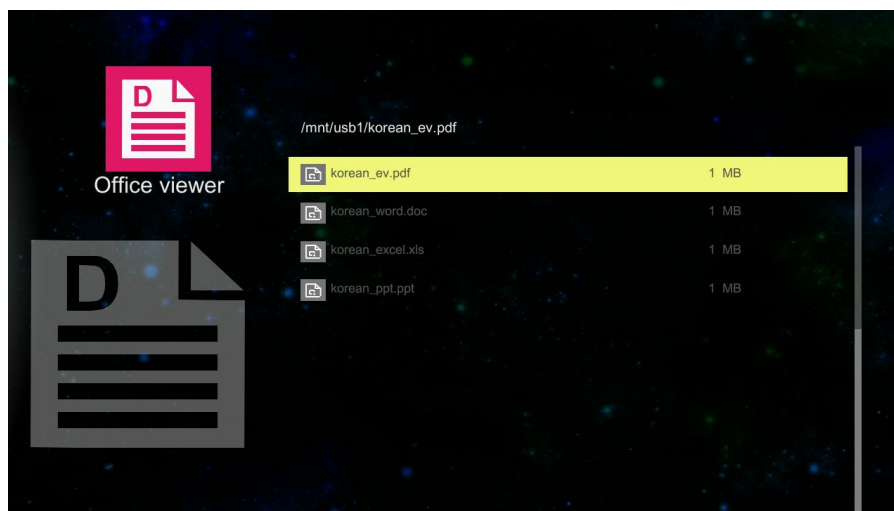 D
Office viewer
D
/mnt/usb1/korean_ev.pdf
korean_ev.pdf 1 MB
korean_word.doc 1 MB
korean_excel.xls 1 MB
korean_ppt.ppt 1 MB